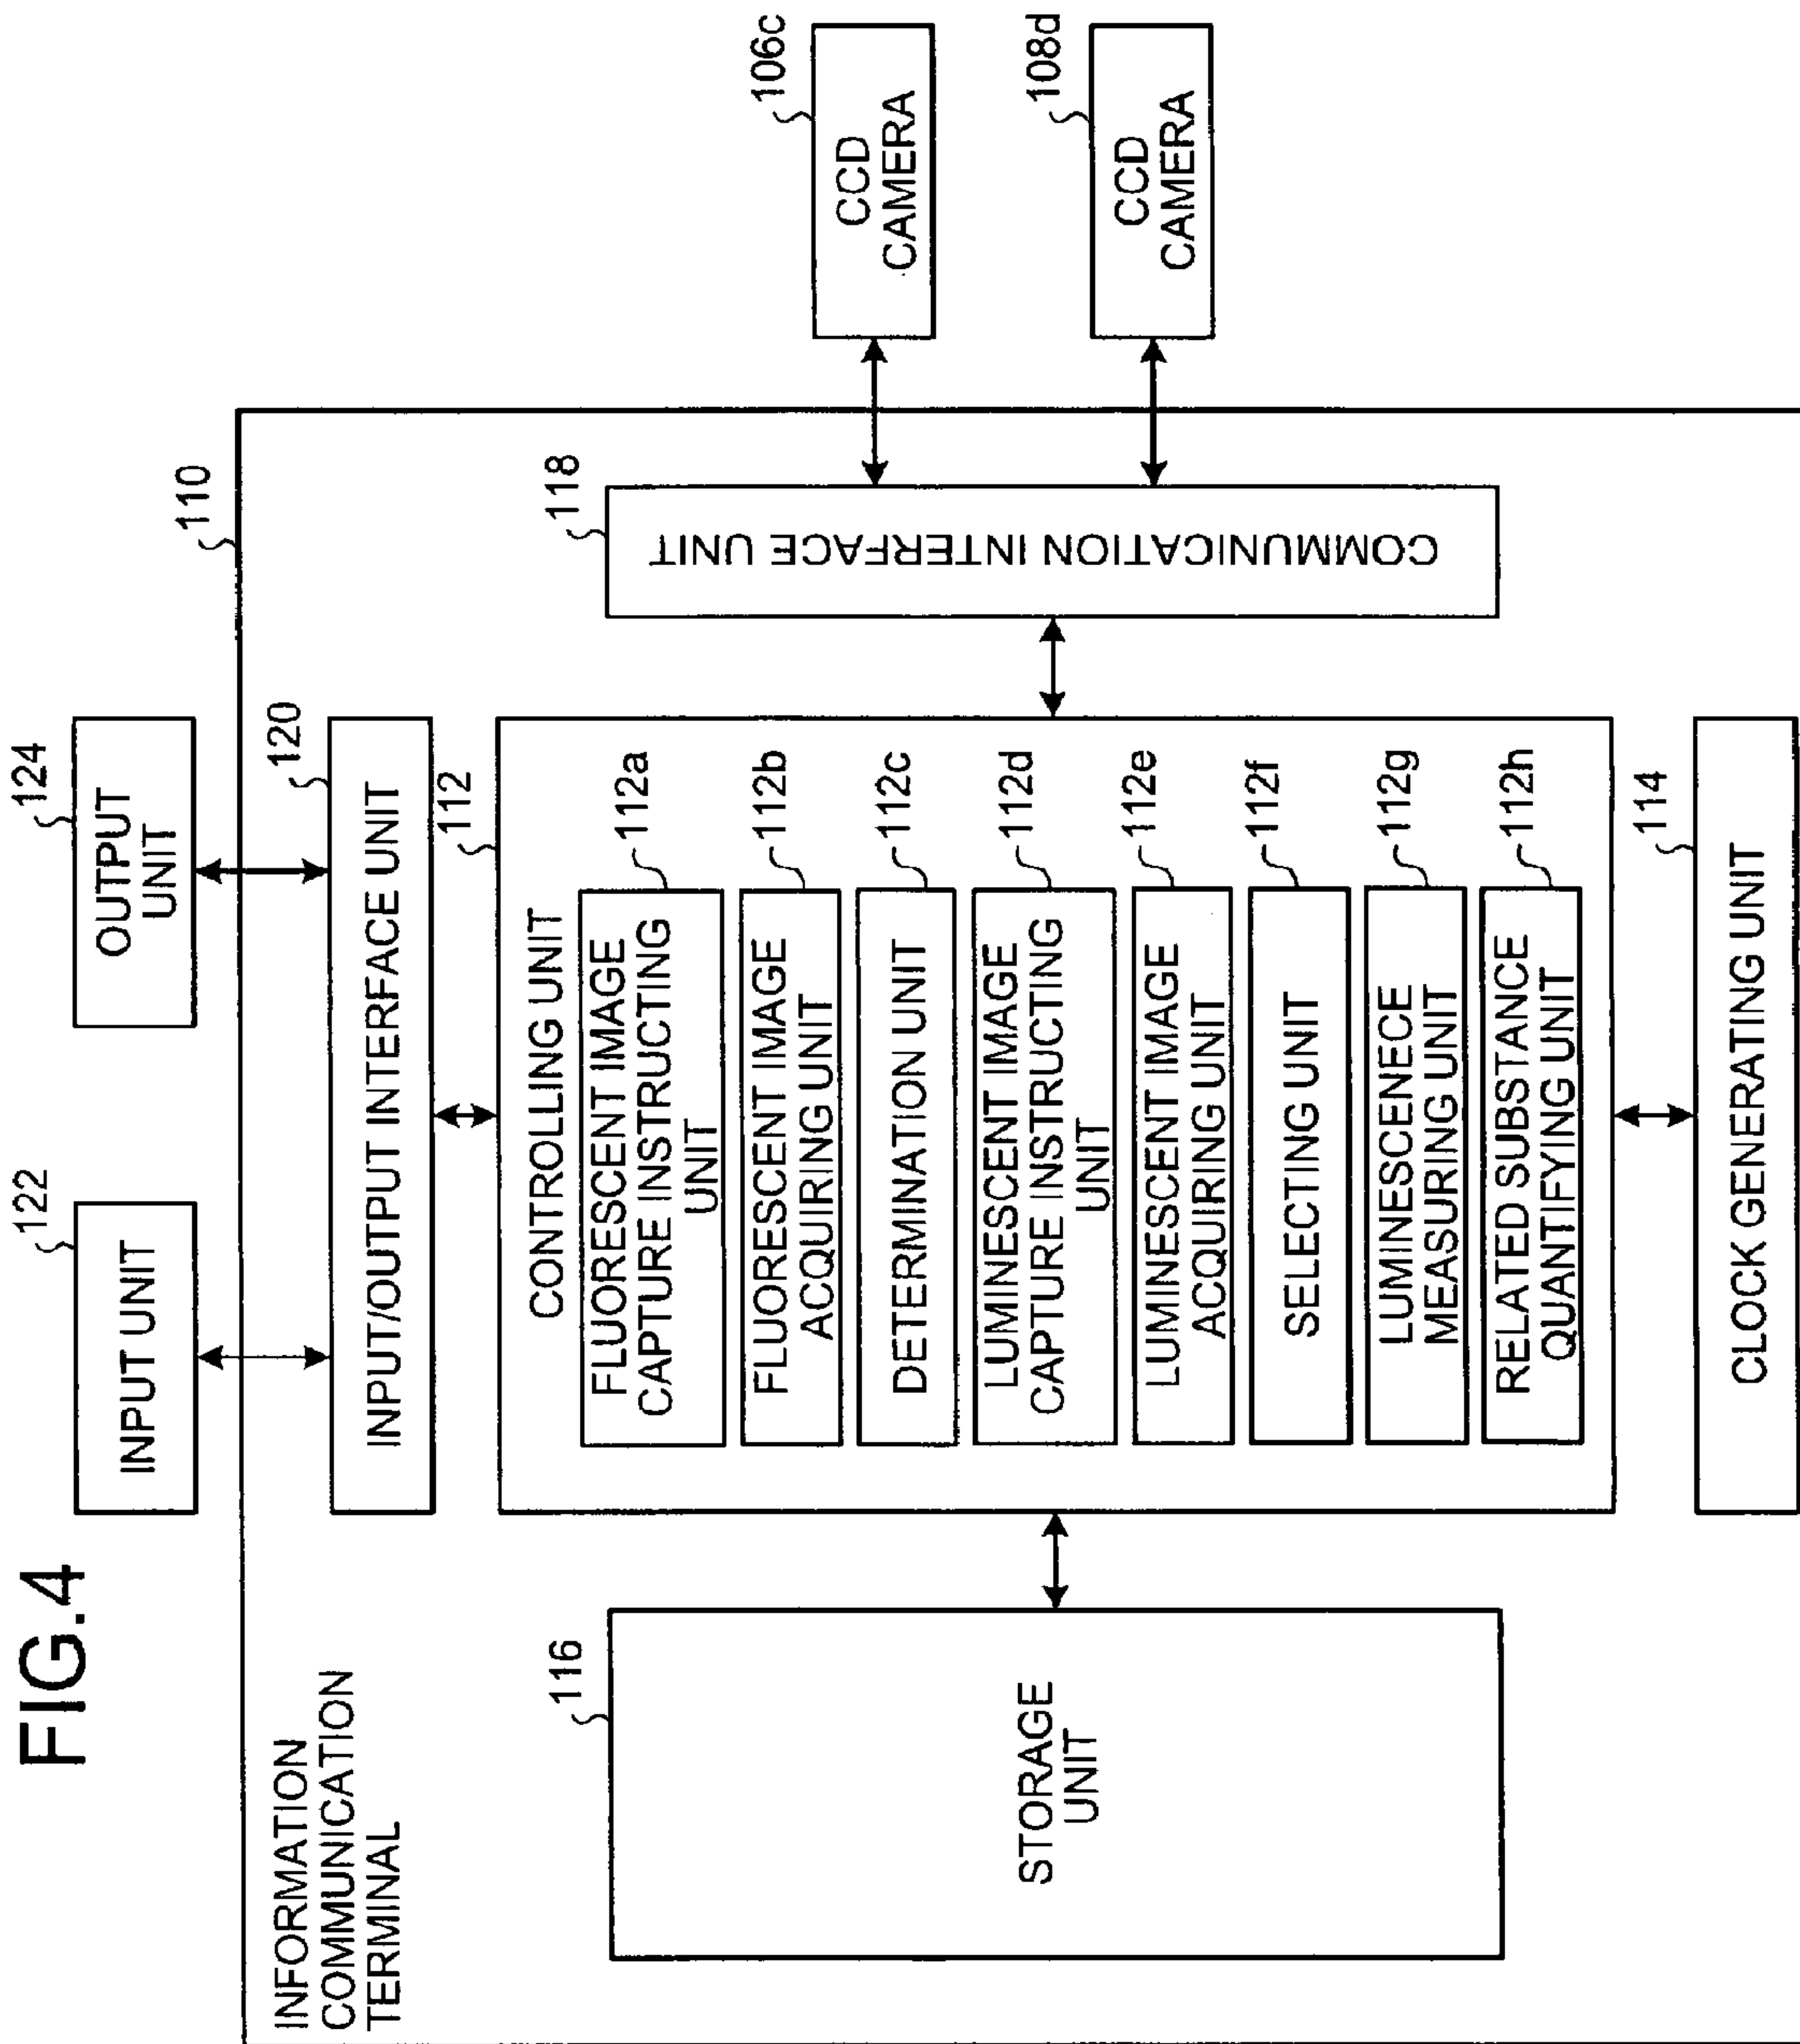 FIG.4
122
INPUT UNIT
124
OUTPUT
UNIT
110
INFORMATION
COMMUNICATION
TERMINAL
120
INPUT/OUTPUT INTERFACE UNIT
116
STORAGE
UNIT
112
CONTROLLING UNIT
FLUORESCENT IMAGE
CAPTURE INSTRUCTING
UNIT
112a
FLUORESCENT IMAGE
ACQUIRING UNIT
112b
DETERMINATION UNIT
112c
LUMINESCENT IMAGE
CAPTURE INSTRUCTING
UNIT
112d
LUMINESCENT IMAGE
ACQUIRING UNIT
112e
SELECTING UNIT
112f
LUMINESCENECE
MEASURING UNIT
112g
RELATED SUBSTANCE
QUANTIFYING UNIT
112h
118
COMMUNICATION INTERFACE UNIT
106c
CCD
CAMERA
108d
CCD
CAMERA
114
CLOCK GENERATING UNIT